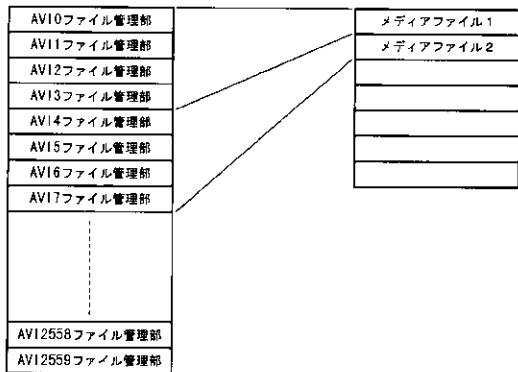 AVI0ファイル管理部
AVI1ファイル管理部
AVI2ファイル管理部
AVI3ファイル管理部
AVI4ファイル管理部
AVI5ファイル管理部
AVI6ファイル管理部
AVI7ファイル管理部
AVI2558ファイル管理部
AVI2559ファイル管理部
メディアファイル1
メディアファイル2